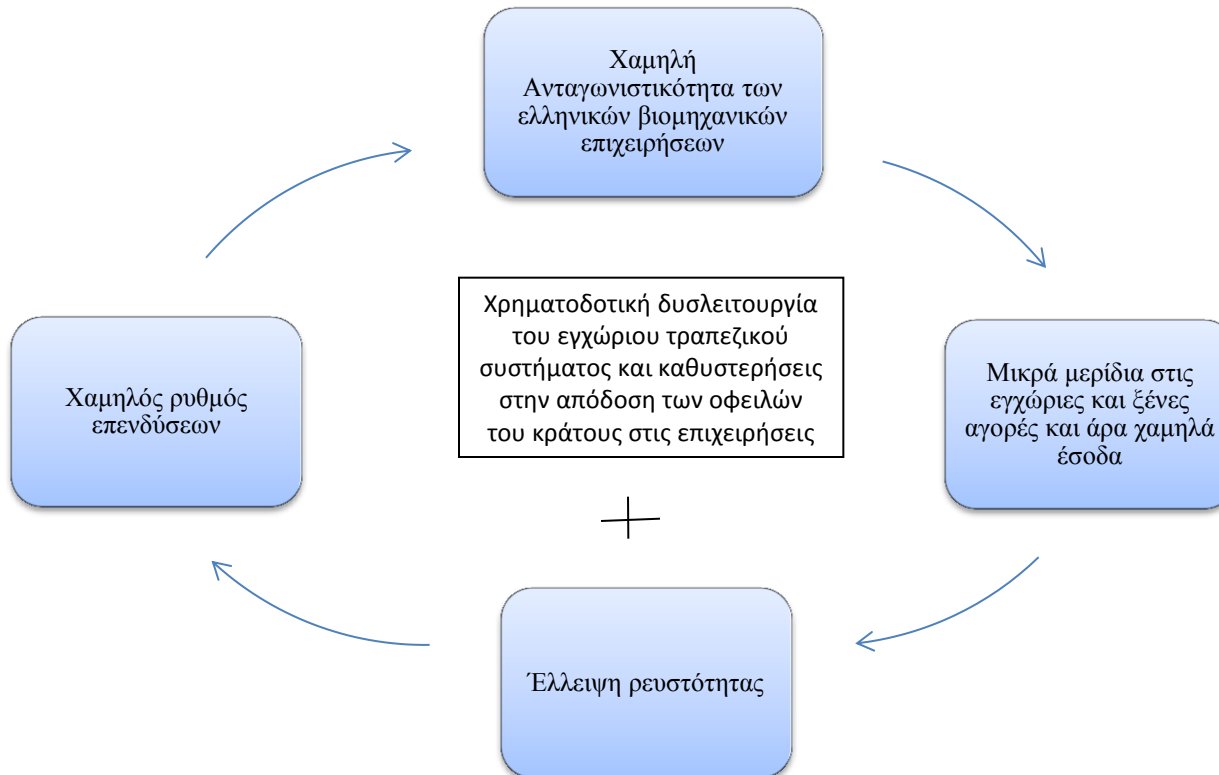 Χαμηλή
Ανταγωνιστικότητα των
ελληνικών βιομηχανικών
επιχειρήσεων
Χρηματοδοτική δυσλειτουργία
του εγχώριου τραπεζικού
συστήματος και καθυστερήσεις
στην απόδοση των οφειλών
του κράτους στις επιχειρήσεις
Μικρά μερίδια στις
εγχώριες και ξένες
αγορές και άρα χαμηλά
έσοδα
Χαμηλός ρυθμός
επενδύσεων
Έλλειψη ρευστότητας